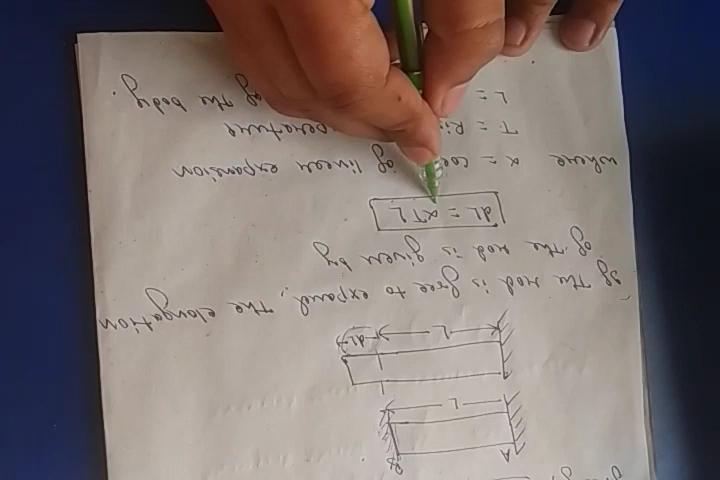 A
B
L
L
dL
If the rod is free to expand, the elongation
of the rod is given by
dL = αTL
where α = of linear expansion
T =
L = of the body.